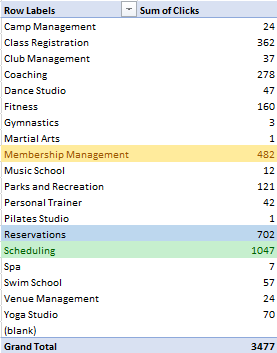 Row Labels Sum of Clicks
Camp Management 24
Class Registration 362
Club Management 37
Coaching 278
Dance Studio 47
Fitness 160
Gymnastics 3
Martial Arts 1
Membership Management 482
Music School 12
Parks and Recreation 121
Personal Trainer 42
Pilates Studio 1
Reservations 702
Scheduling 1047
Spa 7
Swim School 57
Venue Management 24
Yoga Studio 70
(blank)
Grand Total 3477